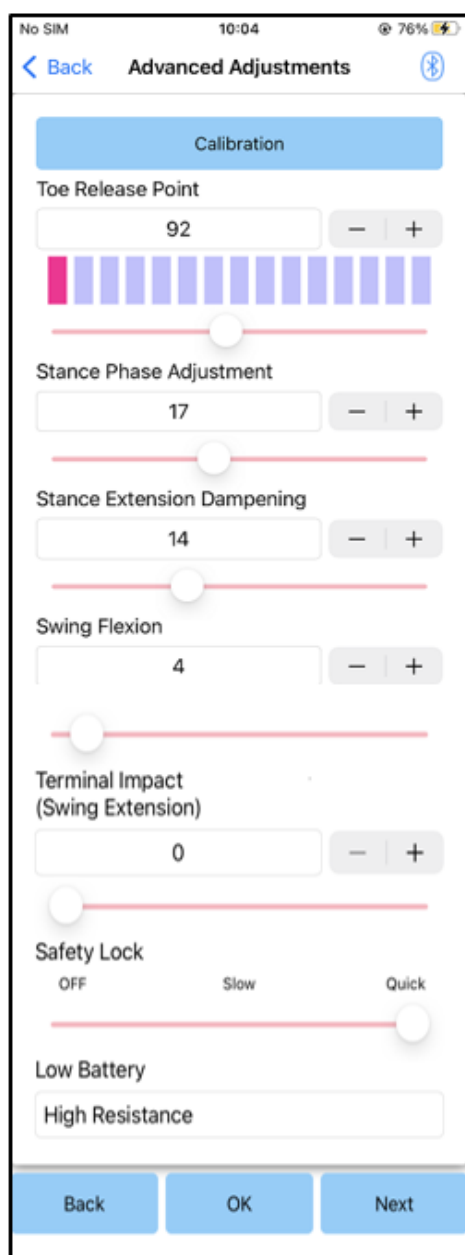 No SIM 10:04 76%
Back Advanced Adjustments
Calibration
Toe Release Point
92 − +
Stance Phase Adjustment
17 − +
Stance Extension Dampening
14 − +
Swing Flexion
4 − +
Terminal Impact
(Swing Extension)
0 − +
Safety Lock
OFF Slow Quick
Low Battery
High Resistance
Back OK Next